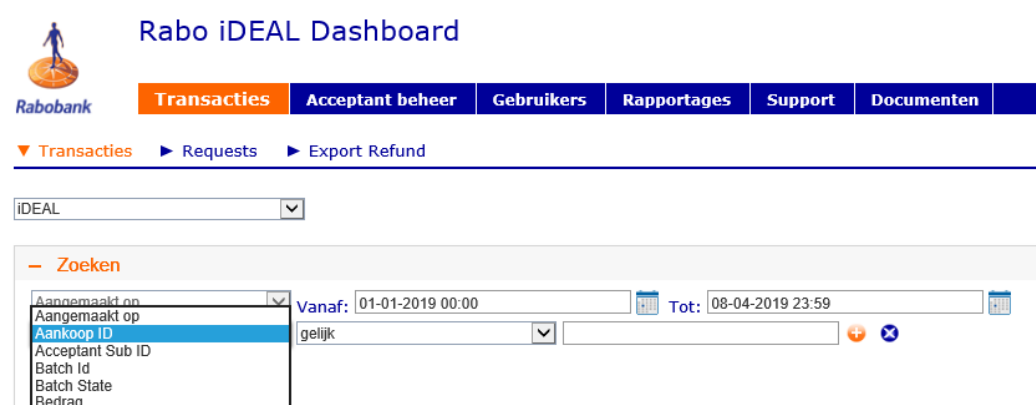 Rabo iDEAL Dashboard
Rabobank
Transacties Acceptant beheer Gebruikers Rapportages Support Documenten
▼ Transacties ► Requests ► Export Refund
iDEAL
– Zoeken
Aangemaakt op Vanaf: 01-01-2019 00:00 Tot: 08-04-2019 23:59
Aangemaakt op
Aankoop ID gelijk
Acceptant Sub ID
Batch Id
Batch State
Bedrag